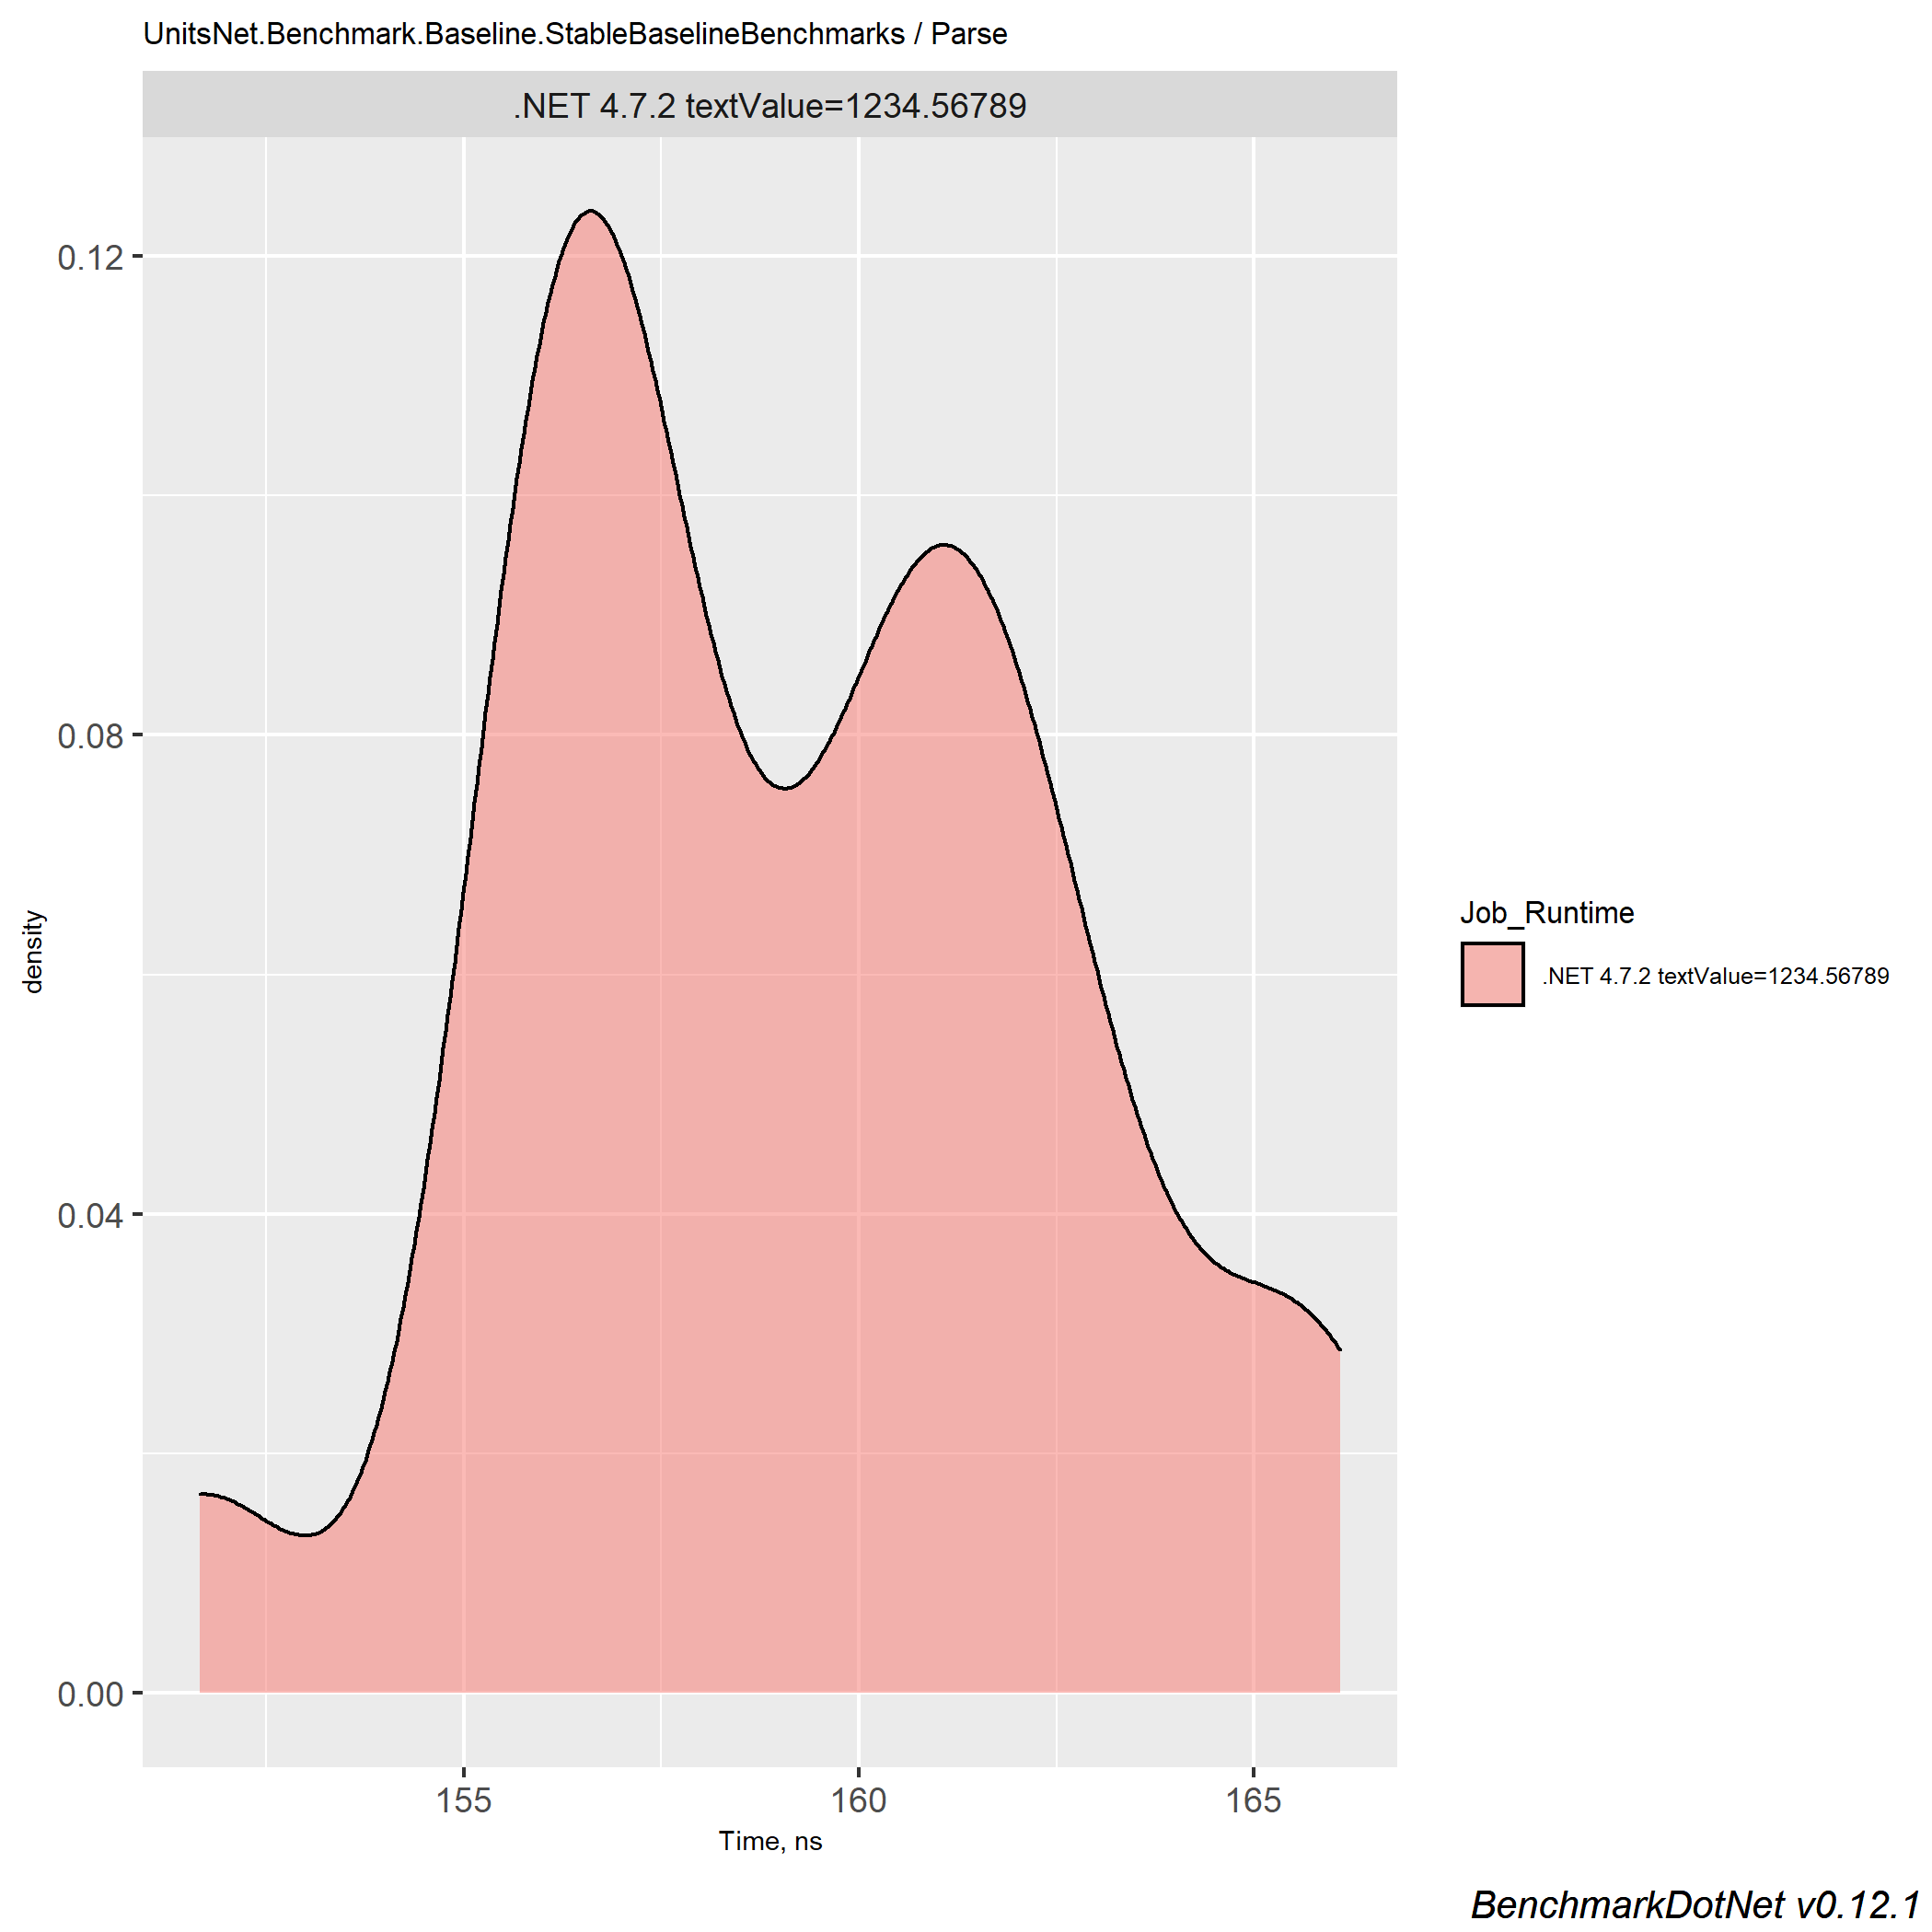 UnitsNet.Benchmark.Baseline.StableBaselineBenchmarks / Parse
.NET 4.7.2 textValue=1234.56789
0.12
0.08
0.04
0.00
density
155 160 165
Time, ns
Job_Runtime
.NET 4.7.2 textValue=1234.56789
BenchmarkDotNet v0.12.1